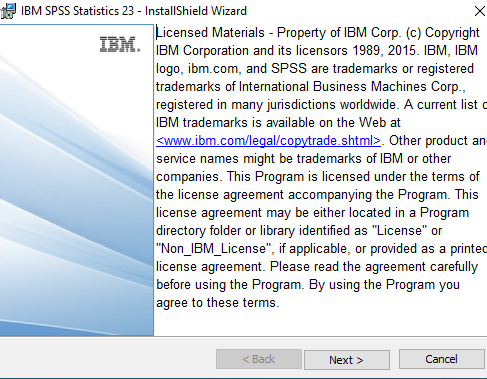 IBM SPSS Statistics 23 - InstallShield Wizard
IBM.
Licensed Materials - Property of IBM Corp. (c) Copyright
IBM Corporation and its licensors 1989, 2015. IBM, IBM
logo, ibm.com, and SPSS are trademarks or registered
trademarks of International Business Machines Corp.,
registered in many jurisdictions worldwide. A current list
IBM trademarks is available on the Web at
<www.ibm.com/legal/copytrade.shtml>. Other product
service names might be trademarks of IBM or other
companies. This Program is licensed under the terms of
the license agreement accompanying the Program. This
license agreement may be either located in a Program
directory folder or library identified as "License" or
"Non_IBM_License", if applicable, or provided as a printed
license agreement. Please read the agreement carefully
before using the Program. By using the Program you
agree to these terms.
< Back
Next >
Cancel